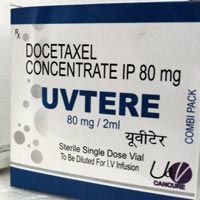 Rx
DOCETAXEL
CONCENTRATE IP 80 mg
UVTERE
80 mg / 2ml
यूवीटेर
Sterile Single Dose Vial
To Be Diluted For I.V Infusion
COMBI PACK
UV
CANCURE